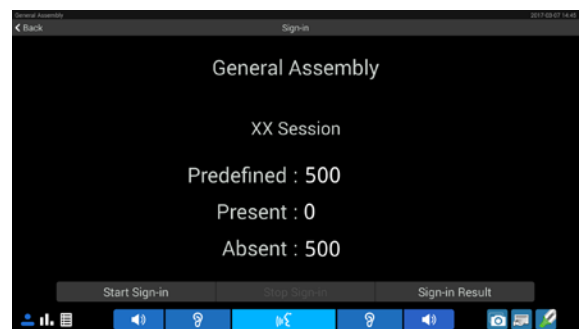 General Assembly
2017-03-07 14:45
Back
Sign-in
General Assembly
XX Session
Predefined : 500
Present : 0
Absent : 500
Start Sign-in
Stop Sign-in
Sign-in Result